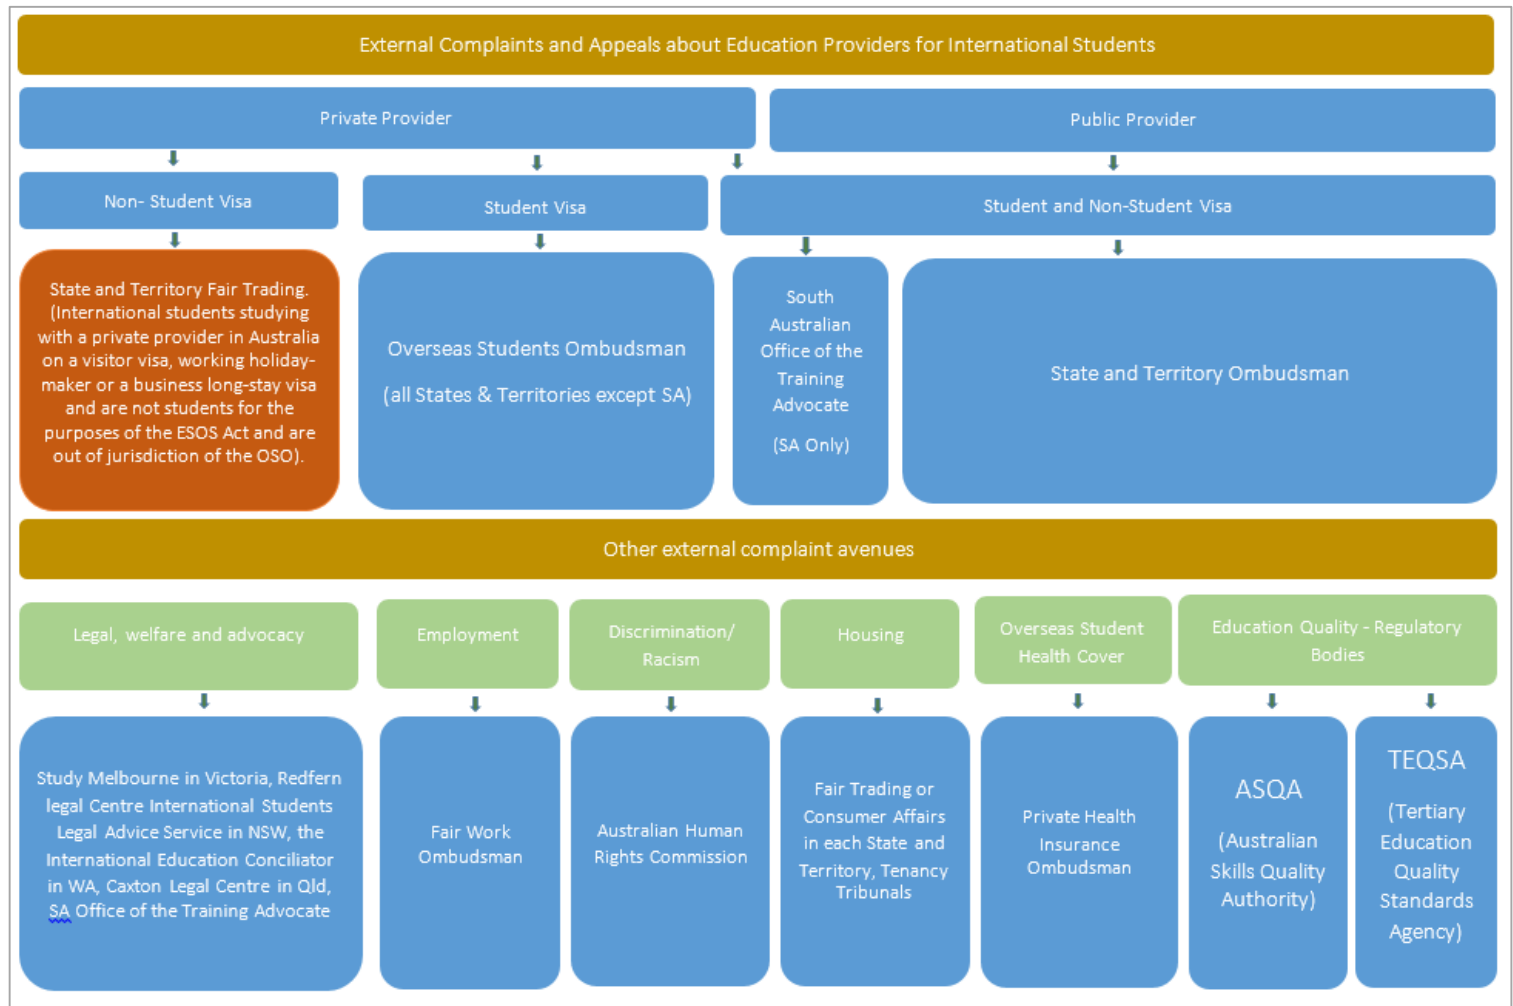 External Complaints and Appeals about Education Providers for International Students
Private Provider
Public Provider
Non- Student Visa
Student Visa
Student and Non-Student Visa
State and Territory Fair Trading.
(International students studying
with a private provider in Australia
on a visitor visa, working holiday-
maker or a business long-stay visa
and are not students for the
purposes of the ESOS Act and are
out of jurisdiction of the OSO).
Overseas Students Ombudsman
(all States & Territories except SA)
South
Australian
Office of the
Training
Advocate
(SA Only)
State and Territory Ombudsman
Other external complaint avenues
Legal, welfare and advocacy
Employment
Discrimination/
Racism
Housing
Overseas Student
Health Cover
Education Quality - Regulatory
Bodies
Study Melbourne in Victoria, Redfern
legal Centre International Students
Legal Advice Service in NSW, the
International Education Conciliator
in WA, Caxton Legal Centre in Qld,
SA Office of the Training Advocate
Fair Work
Ombudsman
Australian Human
Rights Commission
Fair Trading or
Consumer Affairs
in each State and
Territory, Tenancy
Tribunals
Private Health
Insurance
Ombudsman
ASQA
(Australian
Skills Quality
Authority)
TEQSA
(Tertiary
Education
Quality
Standards
Agency)